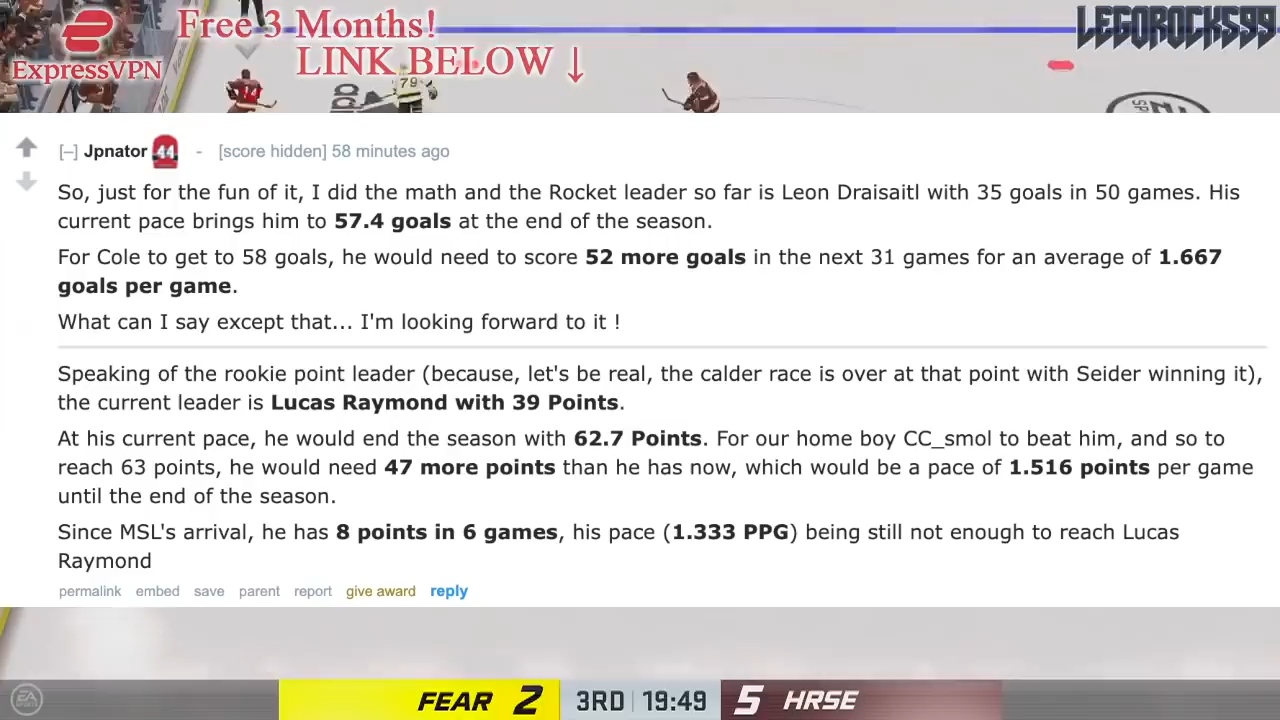 Free 3 Months!
LEGOROCKS99
LINK BELOW ↓
ExpressVPN
14
79
[–] Jpnator 44 - [score hidden] 58 minutes ago
So, just for the fun of it, I did the math and the Rocket leader so far is Leon Draisaitl with 35 goals in 50 games. His
current pace brings him to 57.4 goals at the end of the season.
For Cole to get to 58 goals, he would need to score 52 more goals in the next 31 games for an average of 1.667
goals per game.
What can I say except that... I'm looking forward to it !
Speaking of the rookie point leader (because, let's be real, the calder race is over at that point with Seider winning it),
the current leader is Lucas Raymond with 39 Points.
At his current pace, he would end the season with 62.7 Points. For our home boy CC_smol to beat him, and so to
reach 63 points, he would need 47 more points than he has now, which would be a pace of 1.516 points per game
until the end of the season.
Since MSL's arrival, he has 8 points in 6 games, his pace (1.333 PPG) being still not enough to reach Lucas
Raymond
permalink embed save parent report give award reply
EA SPORTS
FEAR 2 3RD 19:49 5 HRSE